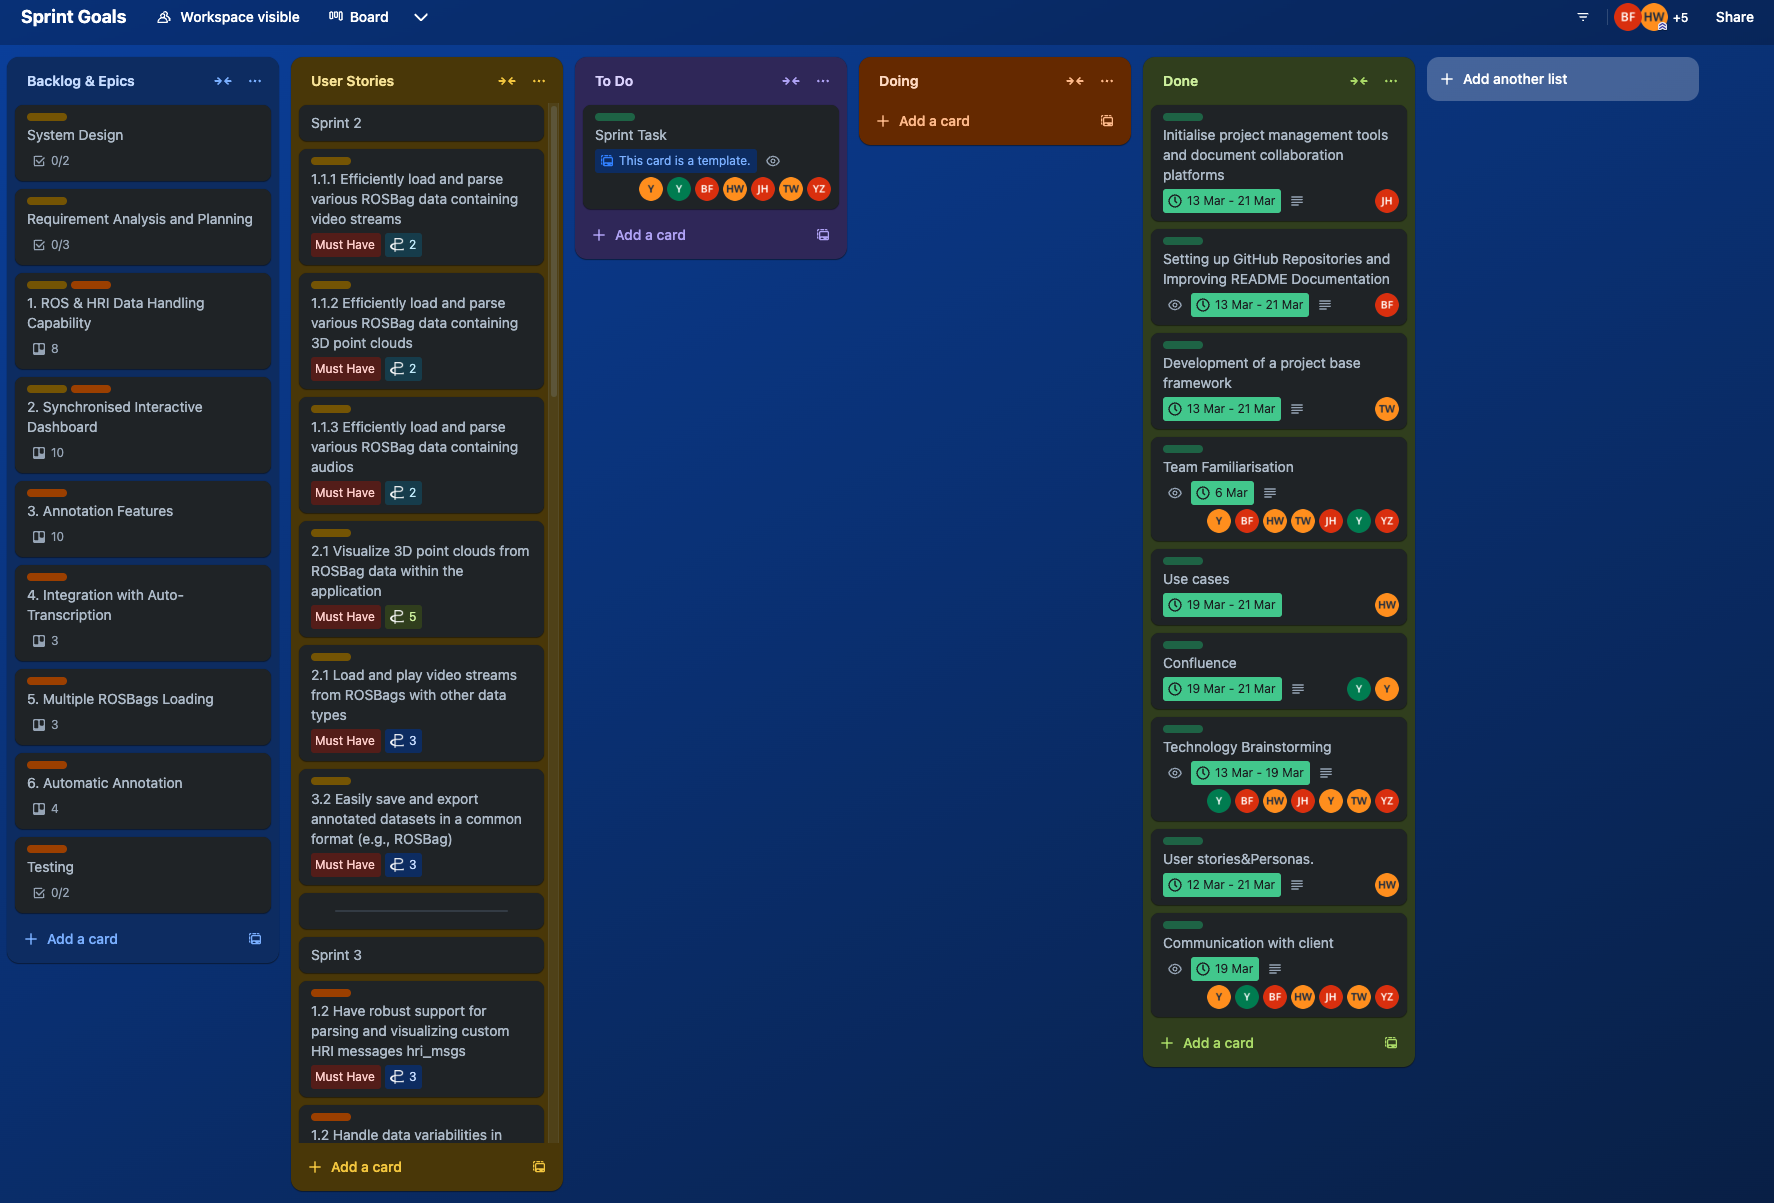 Sprint Goals
Workspace visible
Board
BF
HW
+5
Share
Backlog & Epics
System Design
0/2
Requirement Analysis and Planning
0/3
1. ROS & HRI Data Handling
Capability
8
2. Synchronised Interactive
Dashboard
10
3. Annotation Features
10
4. Integration with Auto-
Transcription
3
5. Multiple ROSBags Loading
3
6. Automatic Annotation
4
Testing
0/2
Add a card
User Stories
Sprint 2
1.1.1 Efficiently load and parse
various ROSBag data containing
video streams
Must Have 2
1.1.2 Efficiently load and parse
various ROSBag data containing
3D point clouds
Must Have 2
1.1.3 Efficiently load and parse
various ROSBag data containing
audios
Must Have 2
2.1 Visualize 3D point clouds from
ROSBag data within the
application
Must Have 5
2.1 Load and play video streams
from ROSBags with other data
types
Must Have 3
3.2 Easily save and export
annotated datasets in a common
format (e.g., ROSBag)
Must Have 3
Sprint 3
1.2 Have robust support for
parsing and visualizing custom
HRI messages hri_msgs
Must Have 3
1.2 Handle data variabilities in
Add a card
To Do
Sprint Task
This card is a template.
Y Y BF HW JH TW YZ
Add a card
Doing
Add a card
Done
Initialise project management tools
and document collaboration
platforms
13 Mar - 21 Mar JH
Setting up GitHub Repositories and
Improving README Documentation
13 Mar - 21 Mar BF
Development of a project base
framework
13 Mar - 21 Mar TW
Team Familiarisation
6 Mar
Y BF HW TW JH Y YZ
Use cases
19 Mar - 21 Mar HW
Confluence
19 Mar - 21 Mar Y Y
Technology Brainstorming
13 Mar - 19 Mar
Y BF HW JH Y TW YZ
User stories&Personas.
12 Mar - 21 Mar HW
Communication with client
19 Mar
Y Y BF HW JH TW YZ
Add a card
Add another list